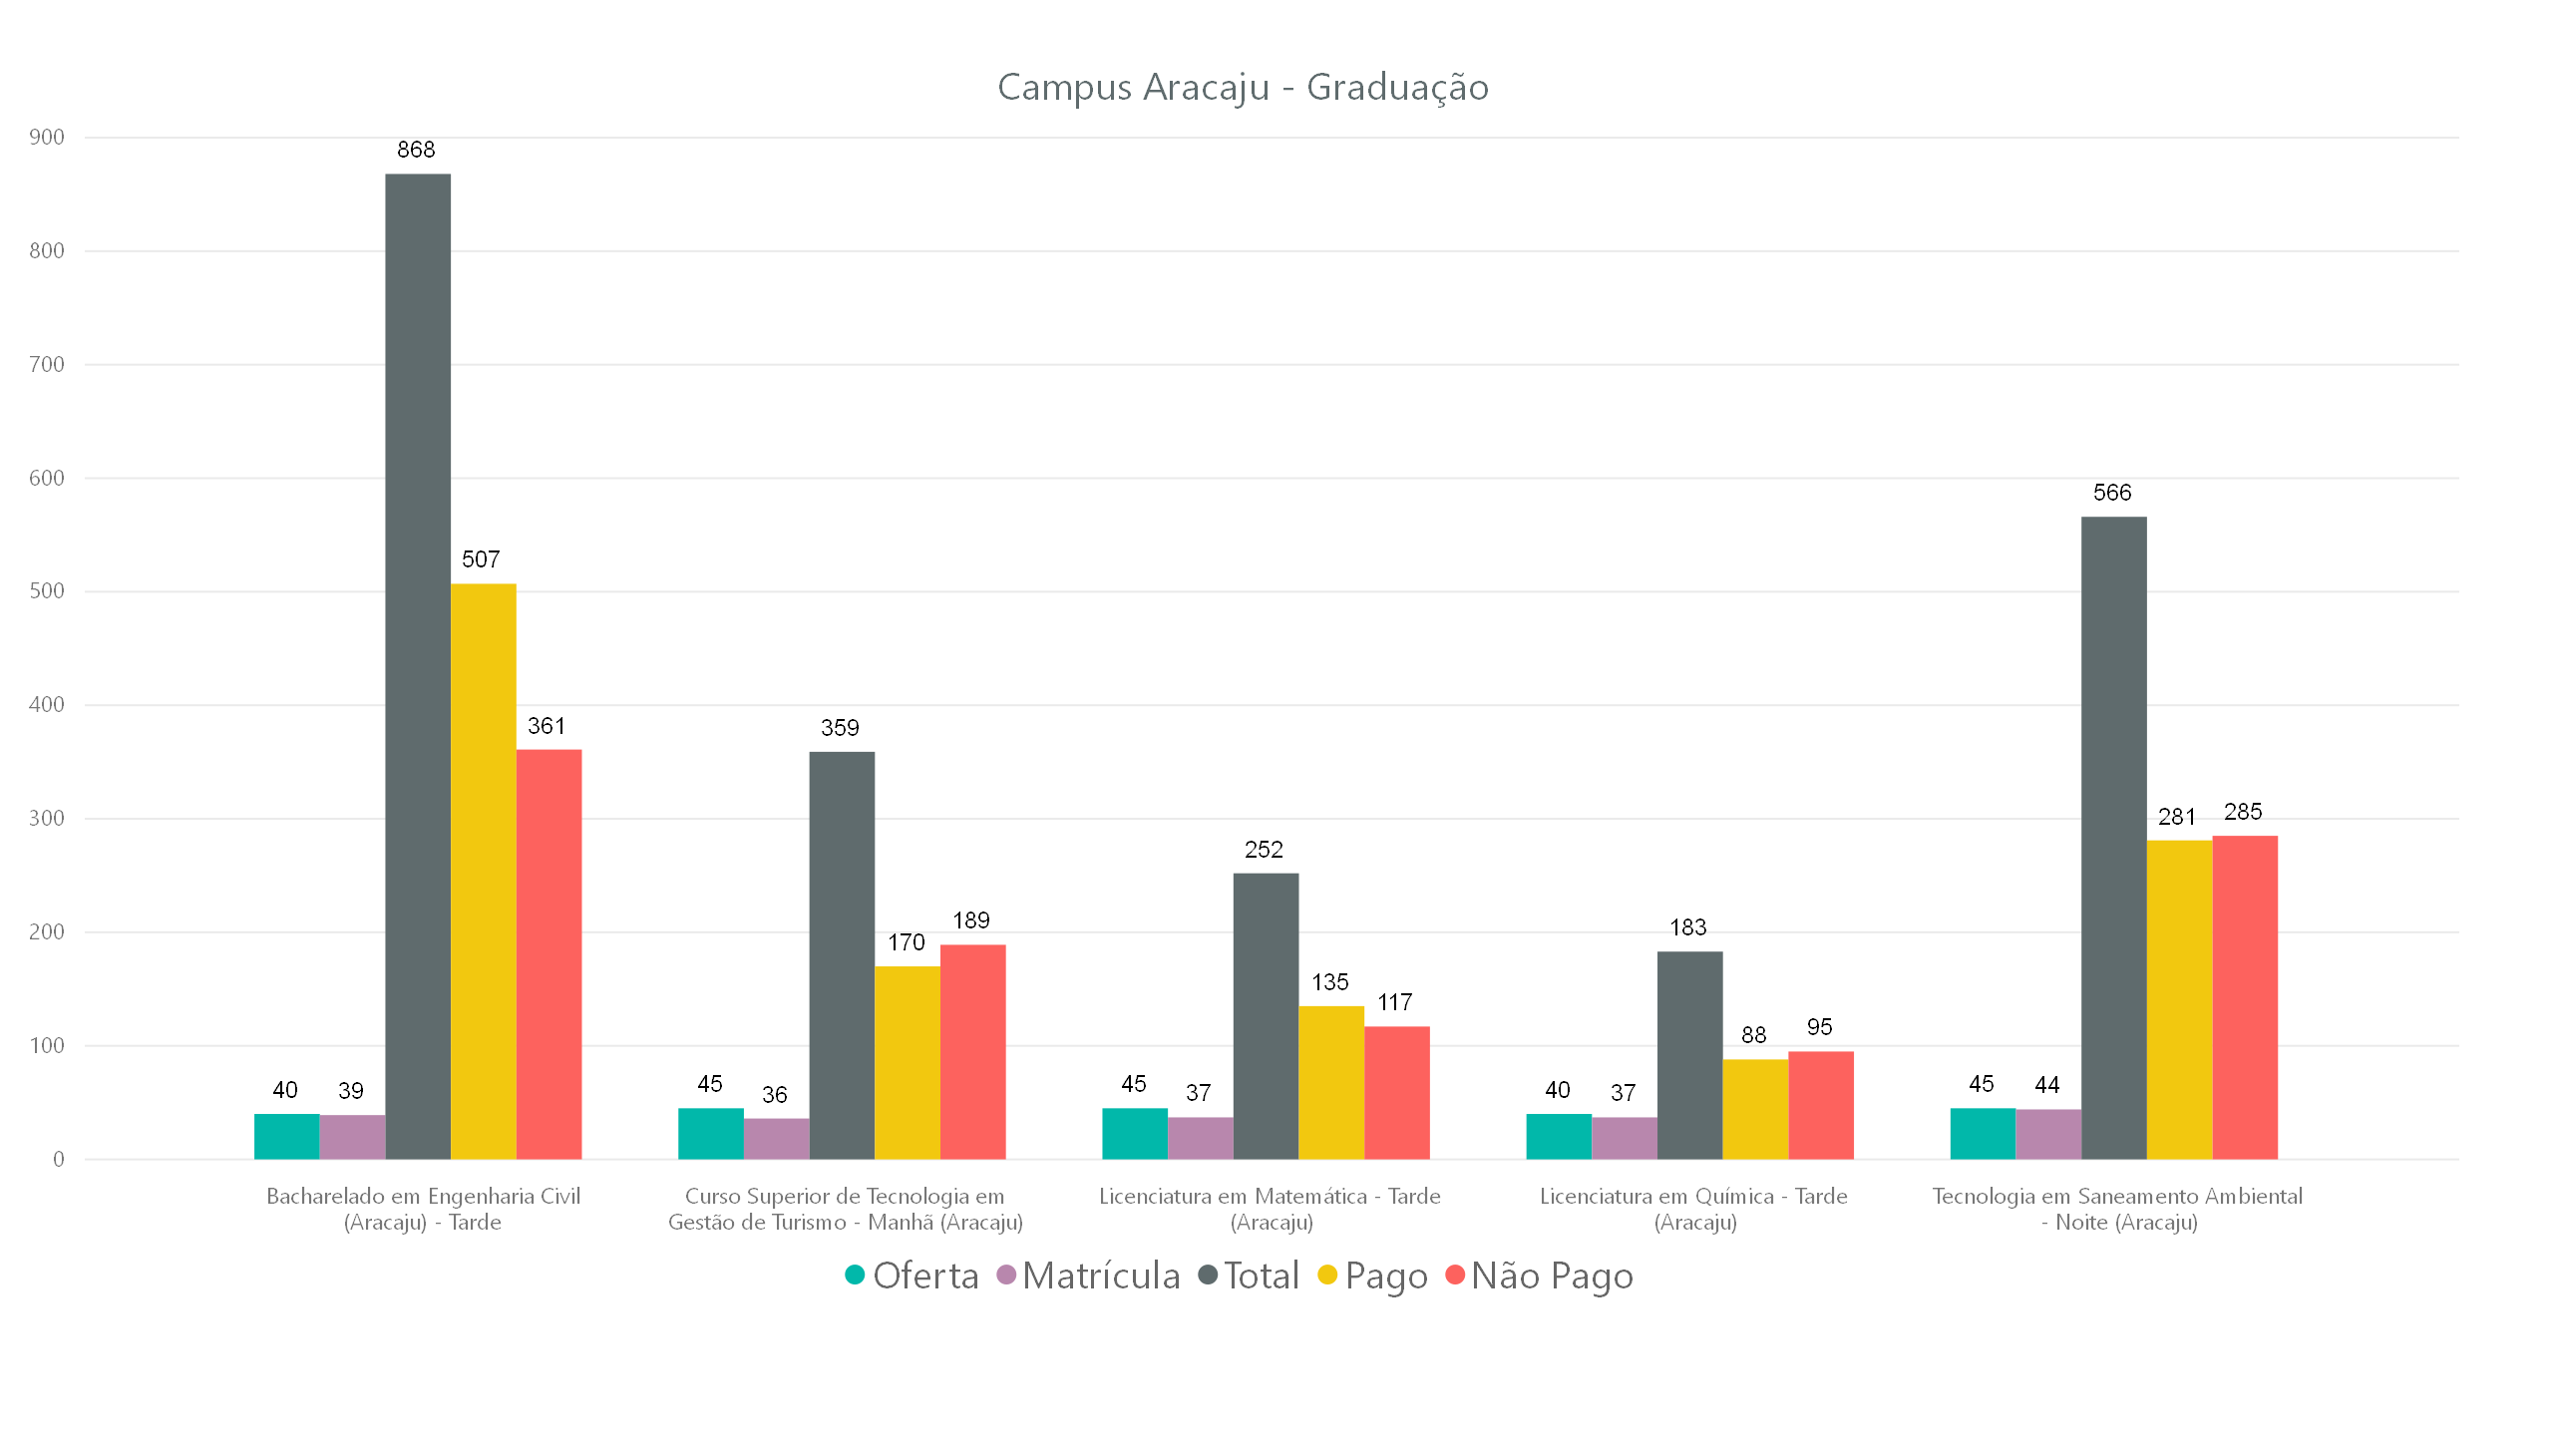 Campus Aracaju - Graduação
900
800
700
600
500
400
300
200
100
0
40
39
868
507
361
45
36
359
170
189
45
37
252
135
117
40
37
183
88
95
45
44
566
281
285
Bacharelado em Engenharia Civil
(Aracaju) - Tarde
Curso Superior de Tecnologia em
Gestão de Turismo - Manhã (Aracaju)
Licenciatura em Matemática - Tarde
(Aracaju)
Licenciatura em Química - Tarde
(Aracaju)
Tecnologia em Saneamento Ambiental
- Noite (Aracaju)
Oferta Matrícula Total Pago Não Pago